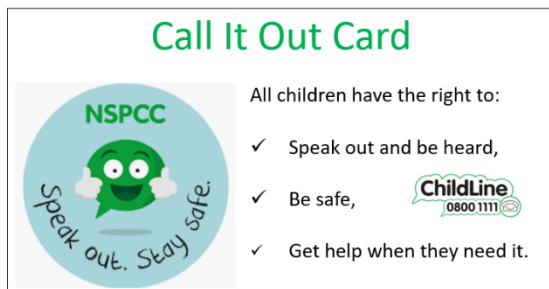 Call It Out Card
NSPCC
Speak out. Stay safe.
All children have the right to:
✓ Speak out and be heard,
✓ Be safe,
ChildLine
0800 1111
✓ Get help when they need it.